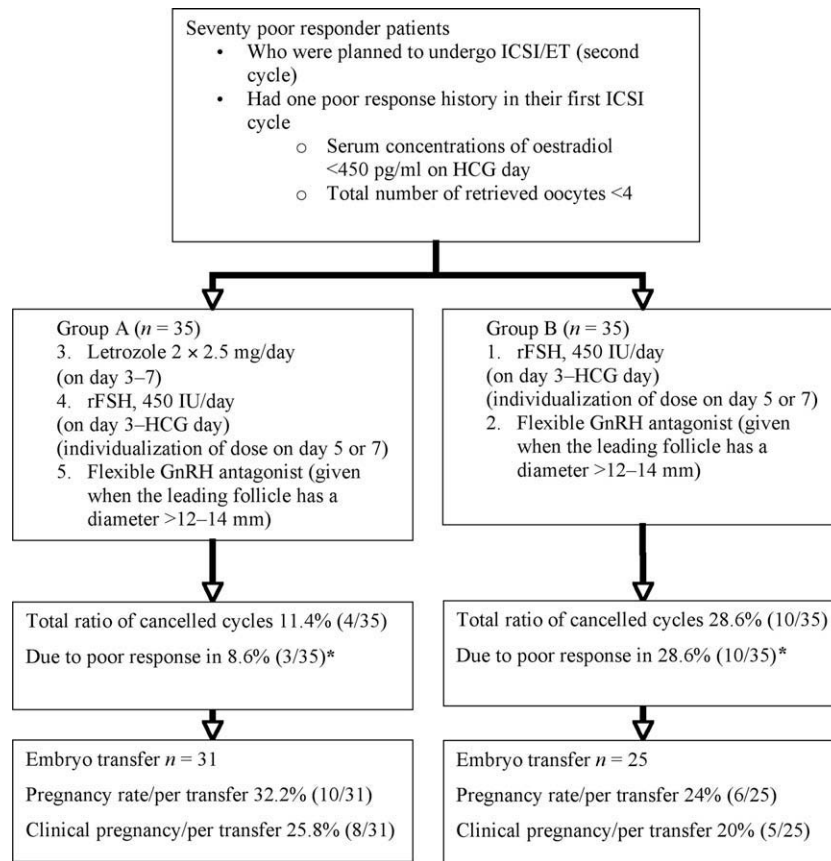 Seventy poor responder patients
• Who were planned to undergo ICSI/ET (second
cycle)
• Had one poor response history in their first ICSI
cycle
o Serum concentrations of oestradiol
<450 pg/ml on HCG day
o Total number of retrieved oocytes <4
Group A (n = 35)
3. Letrozole 2 × 2.5 mg/day
(on day 3–7)
4. rFSH, 450 IU/day
(on day 3–HCG day)
(individualization of dose on day 5 or 7)
5. Flexible GnRH antagonist (given
when the leading follicle has a
diameter >12–14 mm)
Group B (n = 35)
1. rFSH, 450 IU/day
(on day 3–HCG day)
(individualization of dose on day 5 or 7)
2. Flexible GnRH antagonist (given
when the leading follicle has a
diameter >12–14 mm)
Total ratio of cancelled cycles 11.4% (4/35)
Due to poor response in 8.6% (3/35)*
Total ratio of cancelled cycles 28.6% (10/35)
Due to poor response in 28.6% (10/35)*
Embryo transfer n = 31
Pregnancy rate/per transfer 32.2% (10/31)
Clinical pregnancy/per transfer 25.8% (8/31)
Embryo transfer n = 25
Pregnancy rate/per transfer 24% (6/25)
Clinical pregnancy/per transfer 20% (5/25)